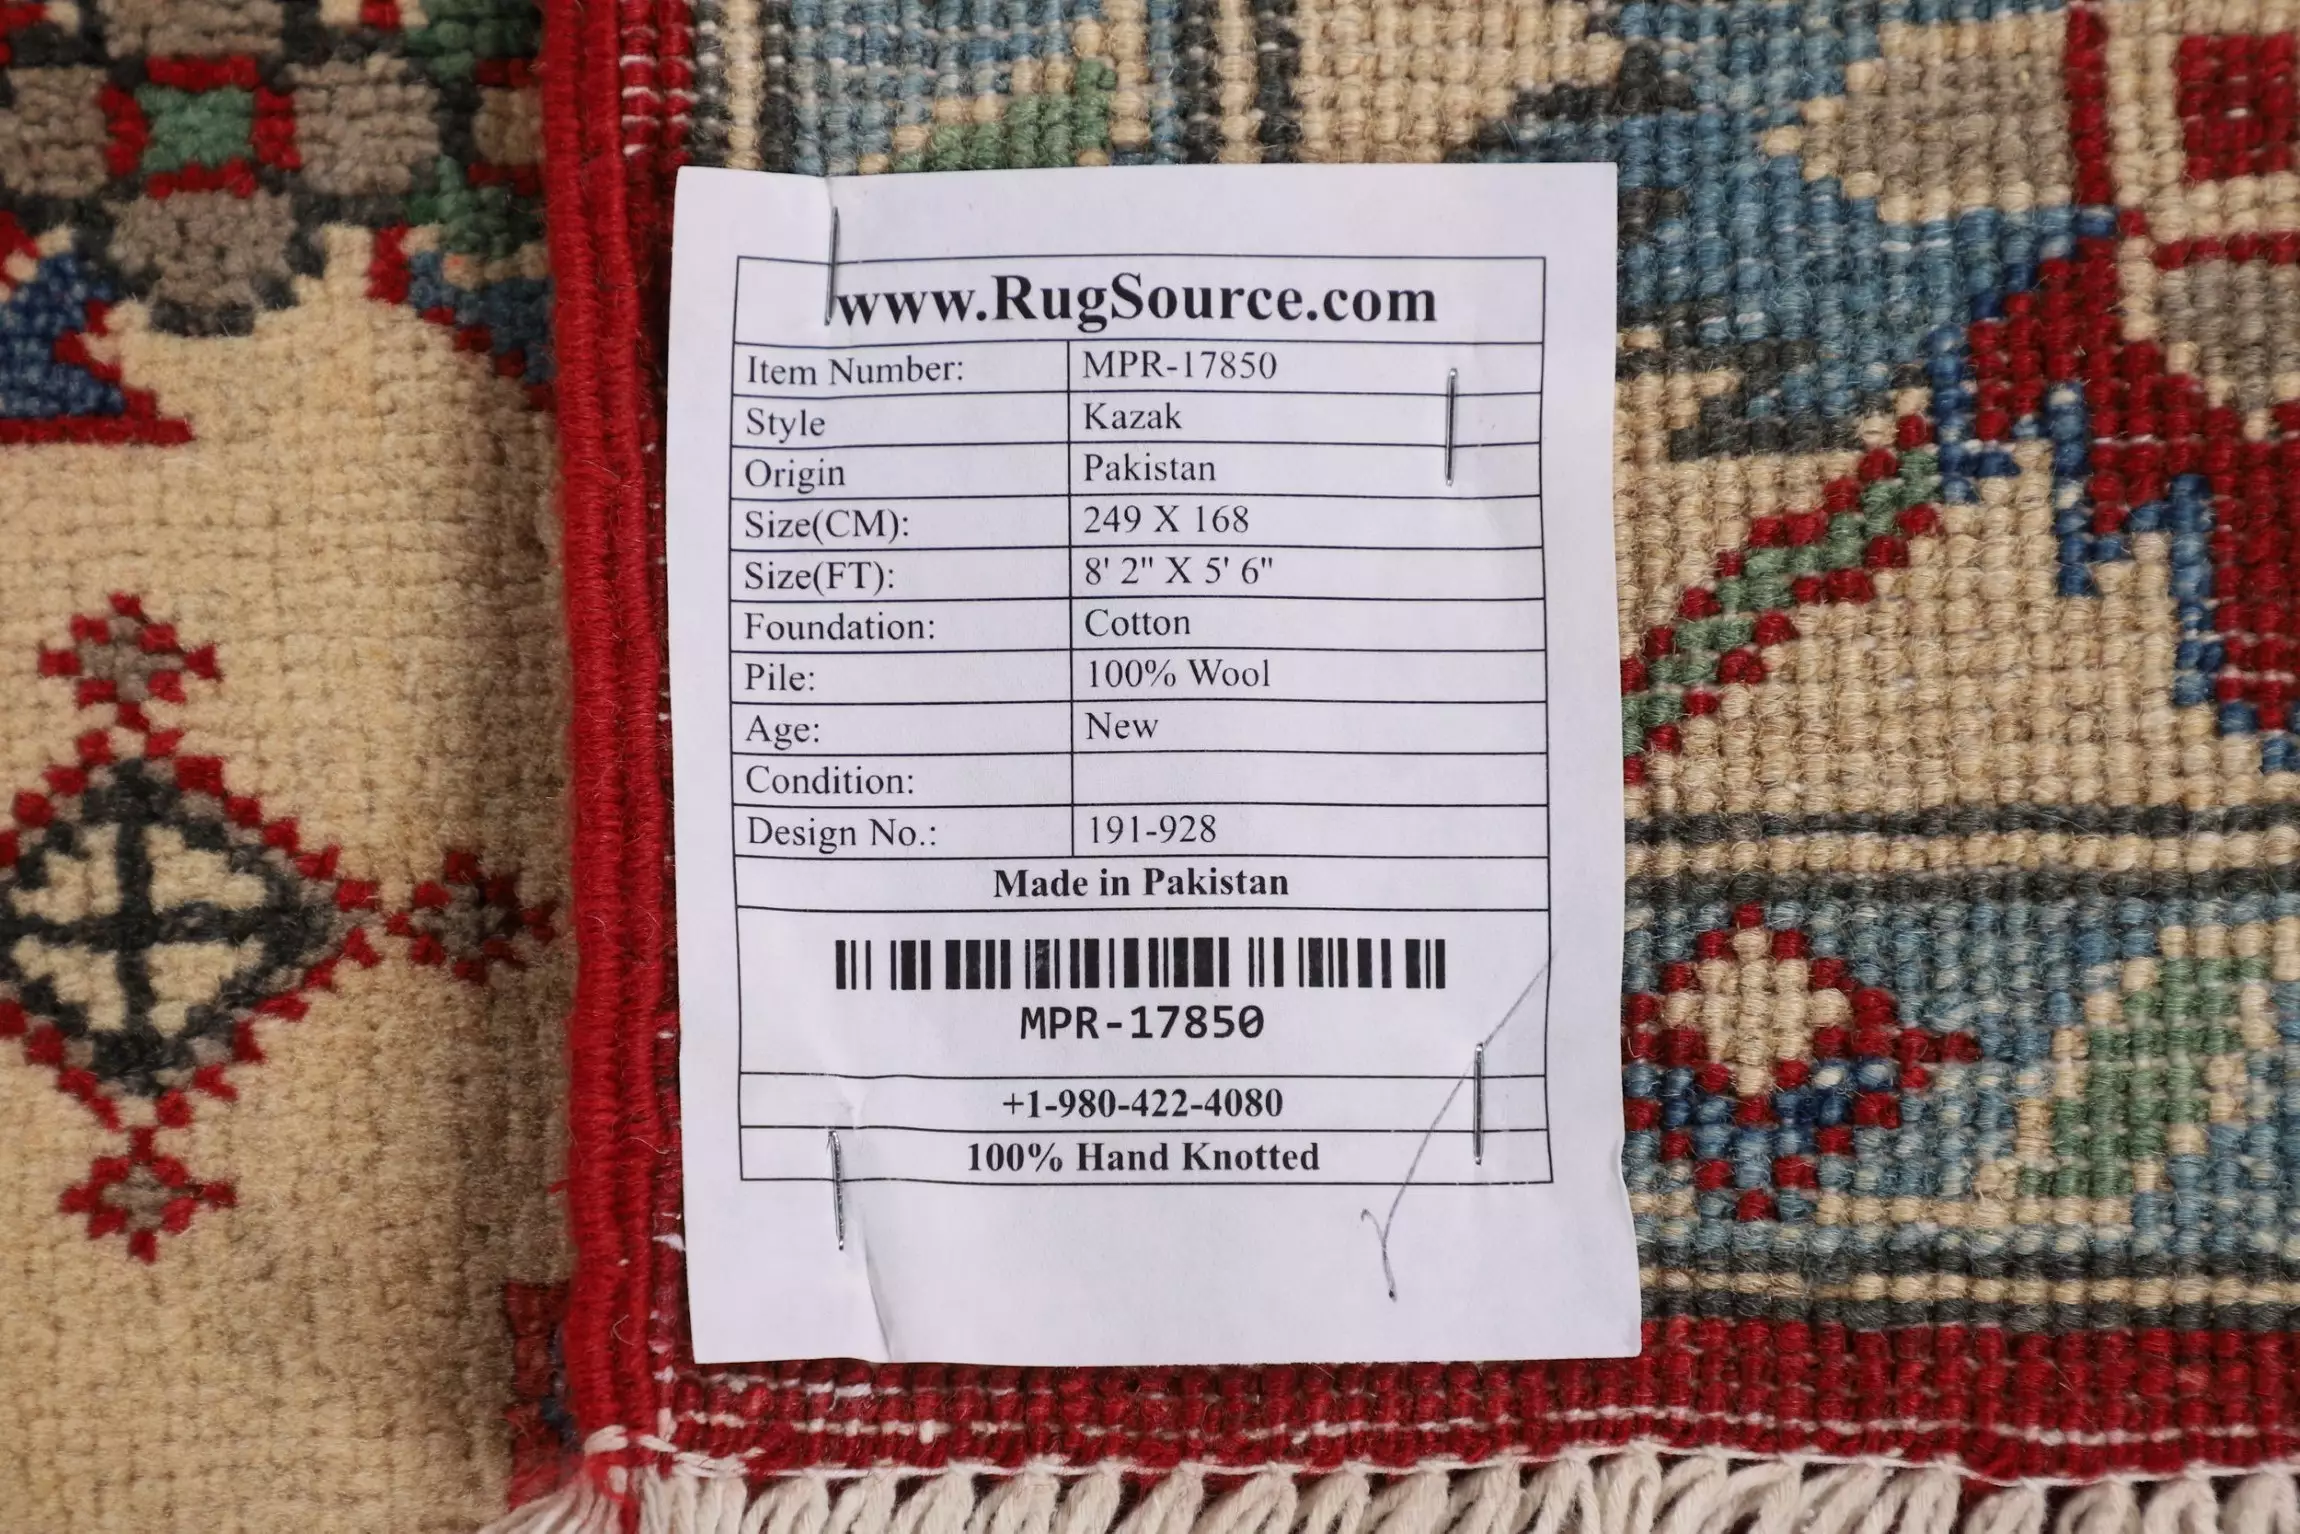 www.RugSource.com
Item Number: MPR-17850
Style Kazak
Origin Pakistan
Size(CM): 249 X 168
Size(FT): 8' 2" X 5' 6"
Foundation: Cotton
Pile: 100% Wool
Age: New
Condition:
Design No.: 191-928
Made in Pakistan
MPR-17850
+1-980-422-4080
100% Hand Knotted